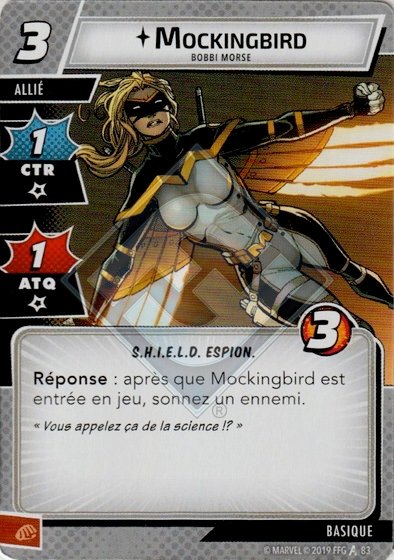 3
MOCKINGBIRD
BOBBI MORSE
ALLIÉ
1
CTR
1
ATQ
3
S.H.I.E.L.D. ESPION.
Réponse : après que Mockingbird est
entrée en jeu, sonnez un ennemi.
« Vous appelez ça de la science !? »
®
BASIQUE
© MARVEL © 2019 FFG 83